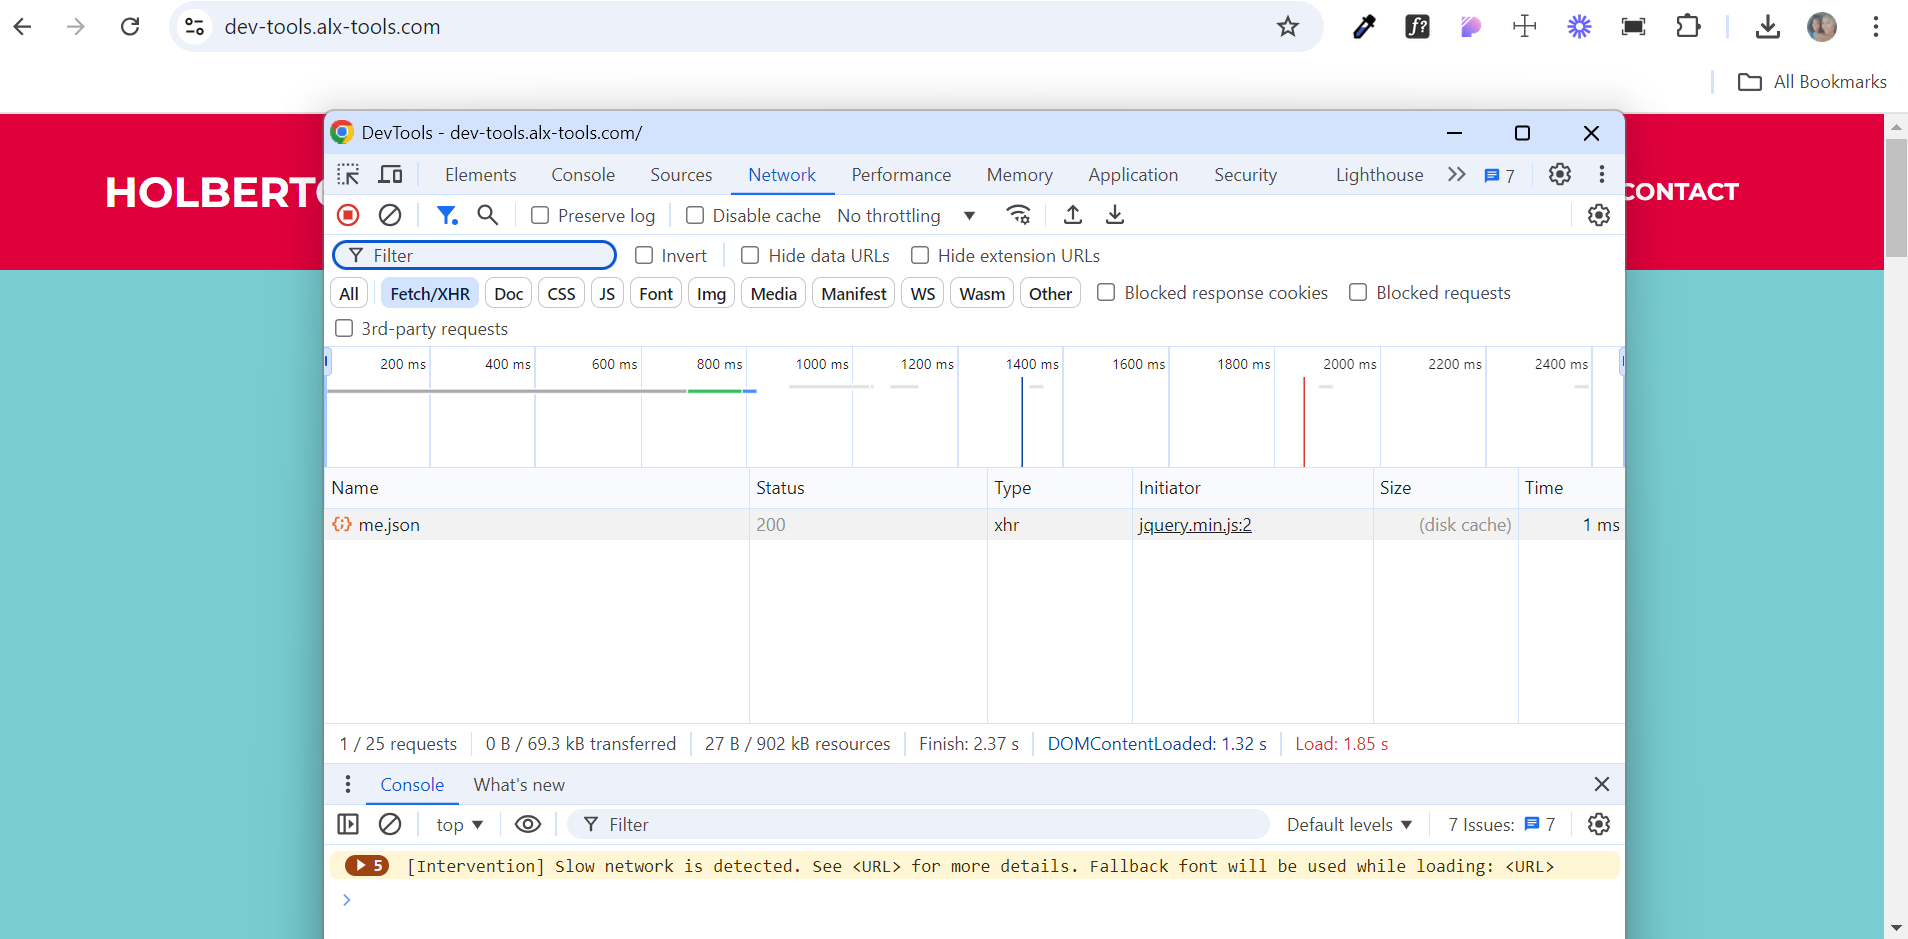 dev-tools.alx-tools.com
All Bookmarks
DevTools - dev-tools.alx-tools.com/
Elements Console Sources Network Performance Memory Application Security Lighthouse 7
HOLBERTO
CONTACT
Preserve log Disable cache No throttling
Filter Invert Hide data URLs Hide extension URLs
All Fetch/XHR Doc CSS JS Font Img Media Manifest WS Wasm Other Blocked response cookies Blocked requests
3rd-party requests
200 ms 400 ms 600 ms 800 ms 1000 ms 1200 ms 1400 ms 1600 ms 1800 ms 2000 ms 2200 ms 2400 ms
Name Status Type Initiator Size Time
me.json 200 xhr jquery.min.js:2 (disk cache) 1 ms
1 / 25 requests 0 B / 69.3 kB transferred 27 B / 902 kB resources Finish: 2.37 s DOMContentLoaded: 1.32 s Load: 1.85 s
Console What's new
top Filter Default levels 7 Issues: 7
5 [Intervention] Slow network is detected. See <URL> for more details. Fallback font will be used while loading: <URL>